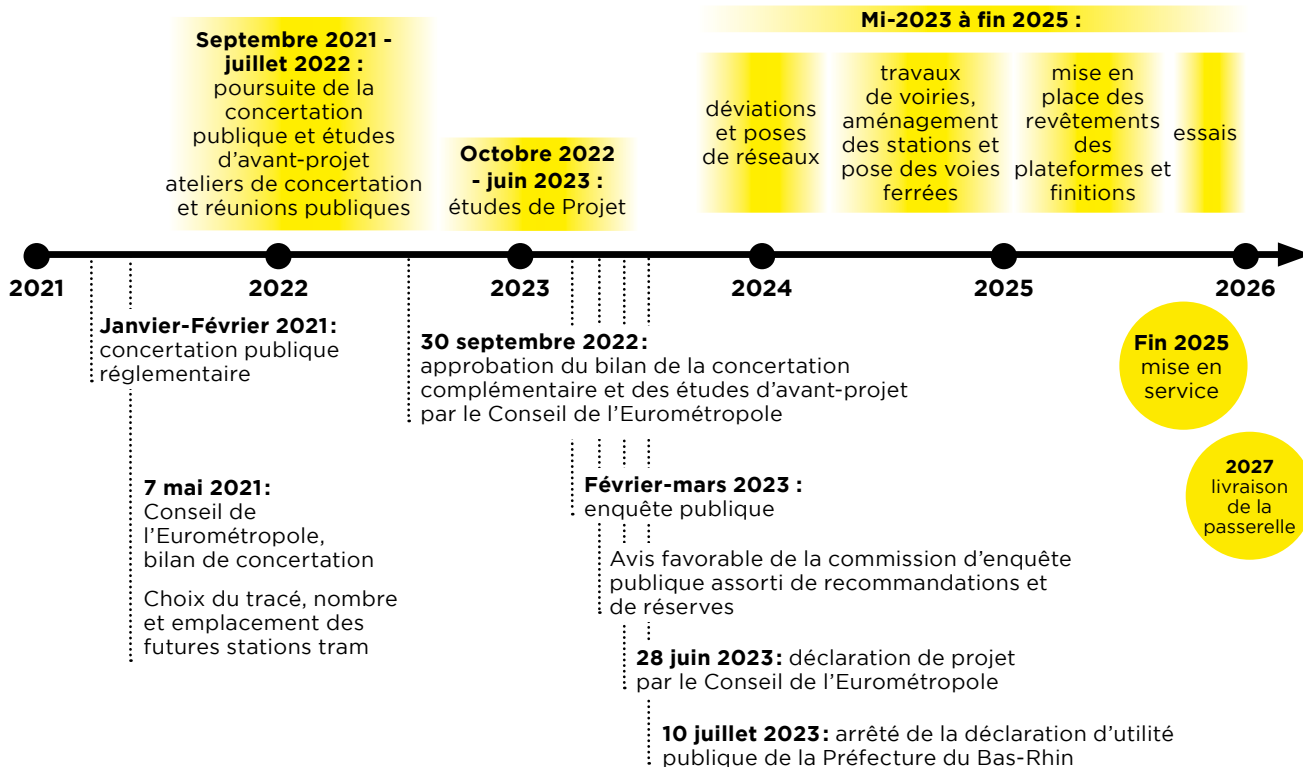 Septembre 2021 -
juillet 2022 :
poursuite de la
concertation
publique et études
d'avant-projet
ateliers de concertation
et réunions publiques
Octobre 2022
- juin 2023 :
études de Projet
Mi-2023 à fin 2025 :
déviations
et poses
de réseaux
travaux
de voiries,
aménagement
des stations et
pose des voies
ferrées
mise en
place des
revêtements
des
plateformes et
finitions
essais
2021
2022
2023
2024
2025
2026
Janvier-Février 2021 :
concertation publique
réglementaire
7 mai 2021 :
Conseil de
l'Eurométropole,
bilan de concertation
Choix du tracé, nombre
et emplacement des
futures stations tram
30 septembre 2022 :
approbation du bilan de la concertation
complémentaire et des études d'avant-projet
par le Conseil de l'Eurométropole
Février-mars 2023 :
enquête publique
Avis favorable de la commission d'enquête
publique assorti de recommandations et
de réserves
28 juin 2023 : déclaration de projet
par le Conseil de l'Eurométropole
10 juillet 2023 : arrêté de la déclaration d'utilité
publique de la Préfecture du Bas-Rhin
Fin 2025
mise en
service
2027
livraison
de la
passerelle